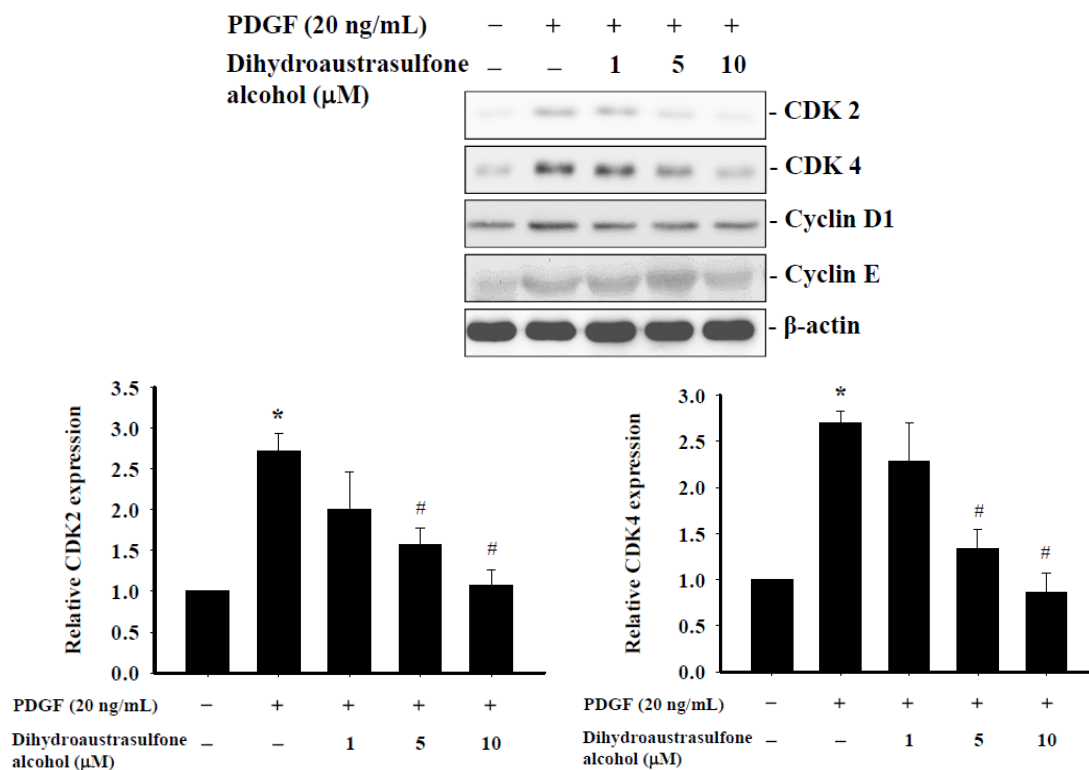 PDGF (20 ng/mL) – + + + +
Dihydroaustrasulfone alcohol (μM) – – 1 5 10
- CDK 2
- CDK 4
- Cyclin D1
- Cyclin E
- β-actin
Relative CDK2 expression
3.5
3.0
2.5
2.0
1.5
1.0
0.5
0.0
*
#
#
PDGF (20 ng/mL) – + + + +
Dihydroaustrasulfone alcohol (μM) – – 1 5 10
Relative CDK4 expression
3.0
2.5
2.0
1.5
1.0
0.5
0.0
*
#
#
PDGF (20 ng/mL) – + + + +
Dihydroaustrasulfone alcohol (μM) – – 1 5 10